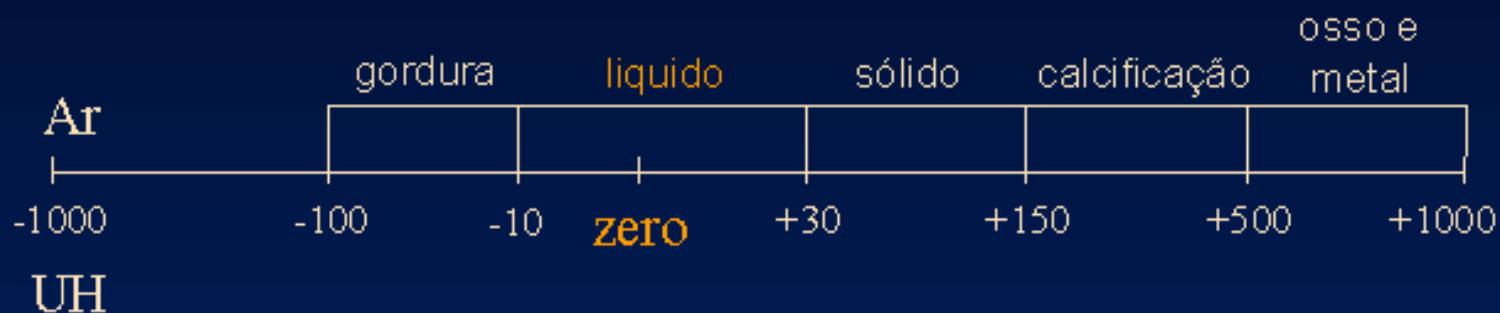 osso e
gordura liquido sólido calcificação metal
Ar
-1000 -100 -10 zero +30 +150 +500 +1000
UH